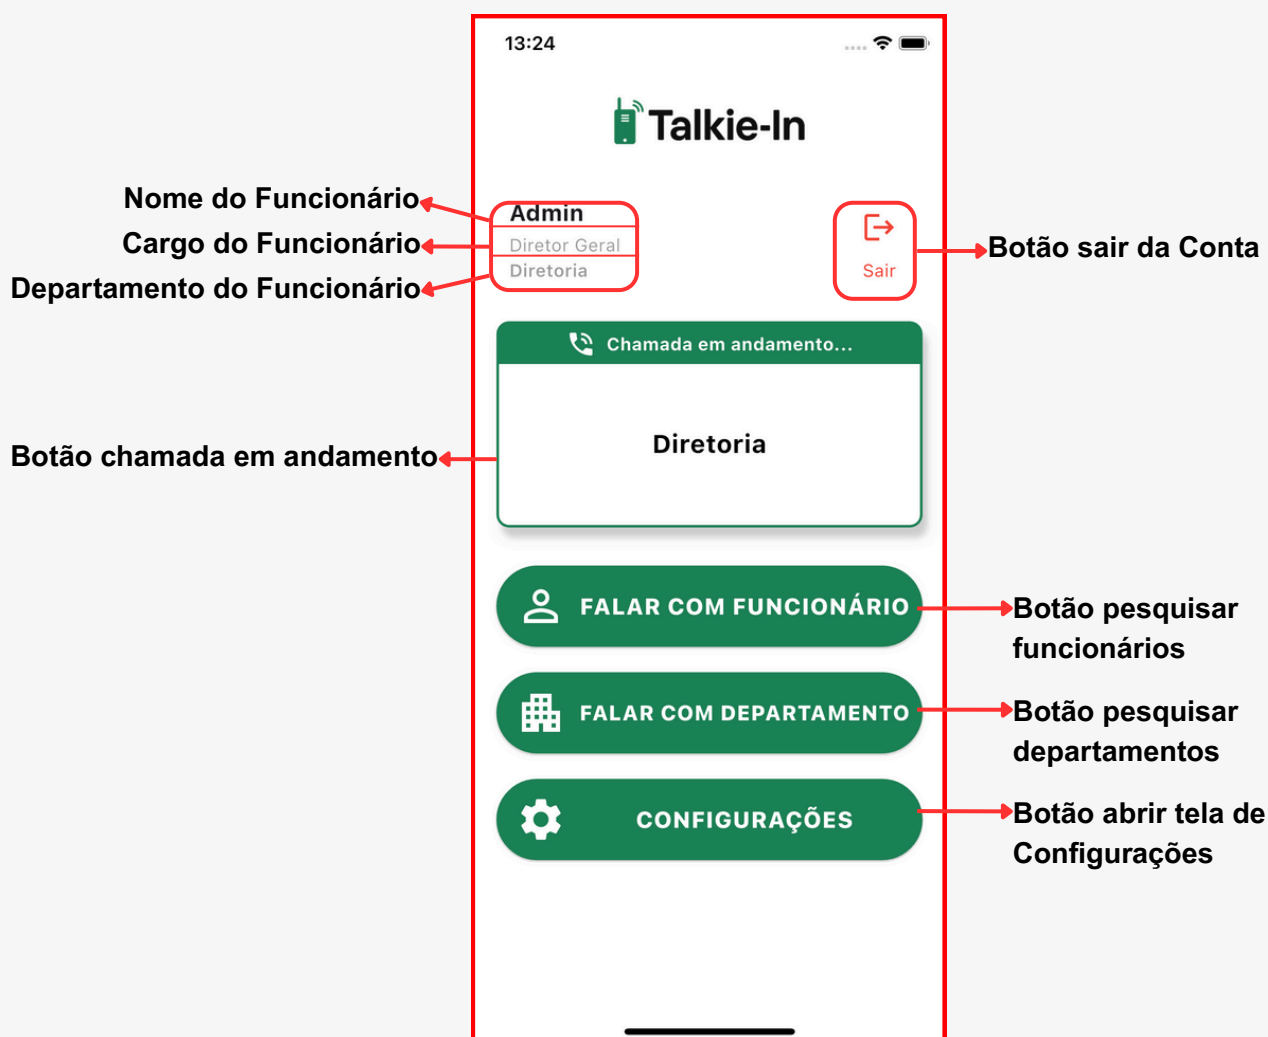 13:24
Talkie-In
Nome do Funcionário
Cargo do Funcionário
Departamento do Funcionário
Admin
Diretor Geral
Diretoria
Sair
Botão sair da Conta
Chamada em andamento...
Diretoria
Botão chamada em andamento
FALAR COM FUNCIONÁRIO
Botão pesquisar
funcionários
FALAR COM DEPARTAMENTO
Botão pesquisar
departamentos
CONFIGURAÇÕES
Botão abrir tela de
Configurações